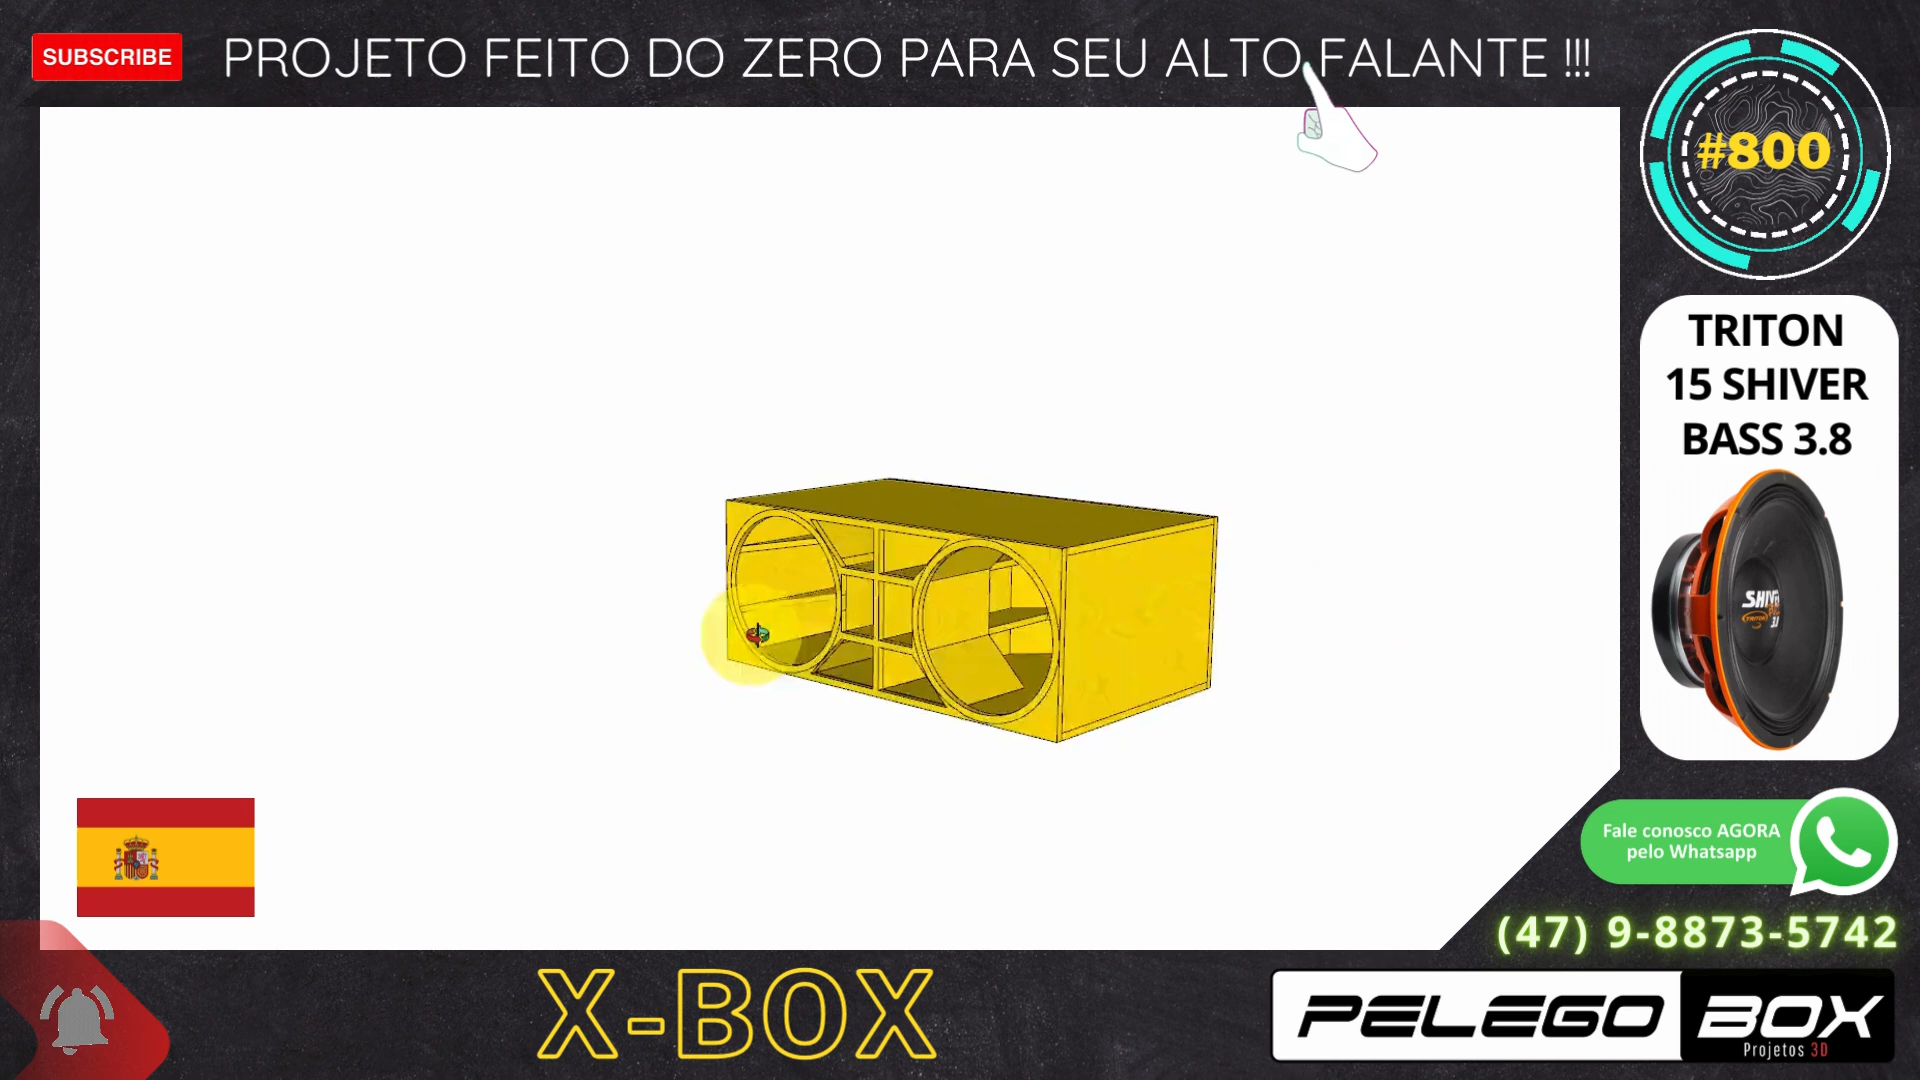 SUBSCRIBE
PROJETO FEITO DO ZERO PARA SEU ALTO FALANTE !!!
#800
TRITON
15 SHIVER
BASS 3.8
Fale conosco AGORA
pelo Whatsapp
(47) 9-8873-5742
X-BOX
PELEGO BOX
Projetos 3D